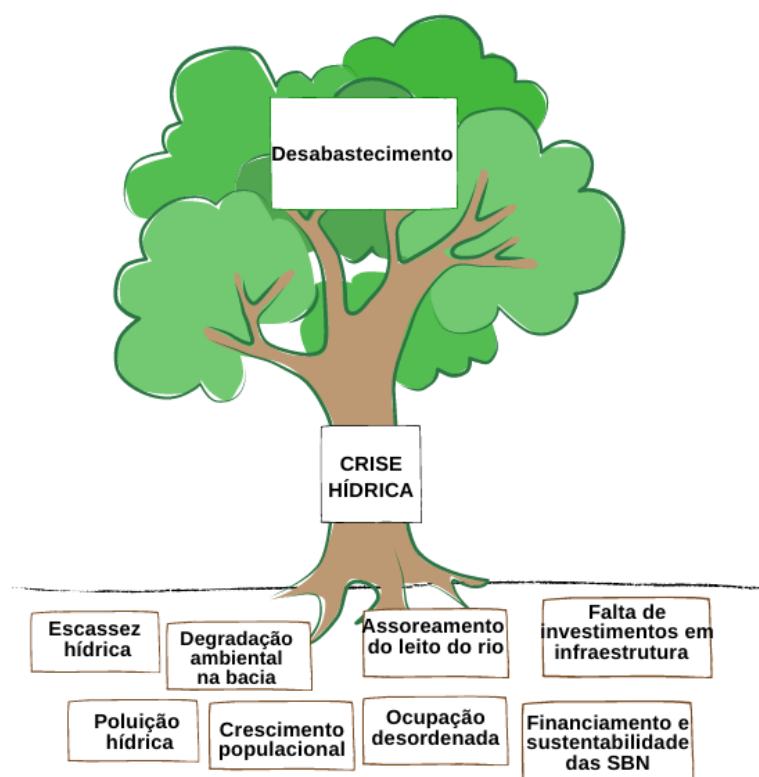 Desabastecimento
CRISE
HÍDRICA
Escassez
hídrica
Degradação
ambiental
na bacia
Assoreamento
do leito do rio
Falta de
investimentos em
infraestrutura
Poluição
hídrica
Crescimento
populacional
Ocupação
desordenada
Financiamento e
sustentabilidade
das SBN